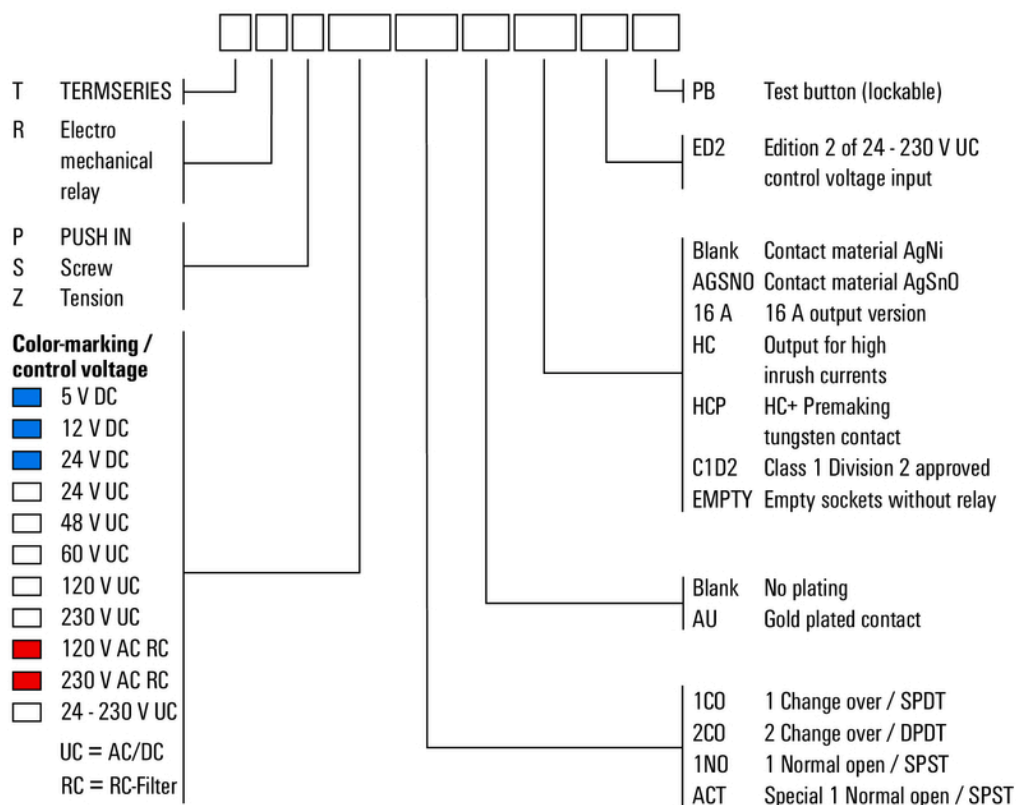 T TERMSERIES
R Electro
mechanical
relay
P PUSH IN
S Screw
Z Tension
Color-marking /
control voltage
5 V DC
12 V DC
24 V DC
24 V UC
48 V UC
60 V UC
120 V UC
230 V UC
120 V AC RC
230 V AC RC
24 - 230 V UC
UC = AC/DC
RC = RC-Filter
PB Test button (lockable)
ED2 Edition 2 of 24 - 230 V UC
control voltage input
Blank Contact material AgNi
AGSNO Contact material AgSnO
16 A 16 A output version
HC Output for high
inrush currents
HCP HC+ Premaking
tungsten contact
C1D2 Class 1 Division 2 approved
EMPTY Empty sockets without relay
Blank No plating
AU Gold plated contact
1CO 1 Change over / SPDT
2CO 2 Change over / DPDT
1NO 1 Normal open / SPST
ACT Special 1 Normal open / SPST